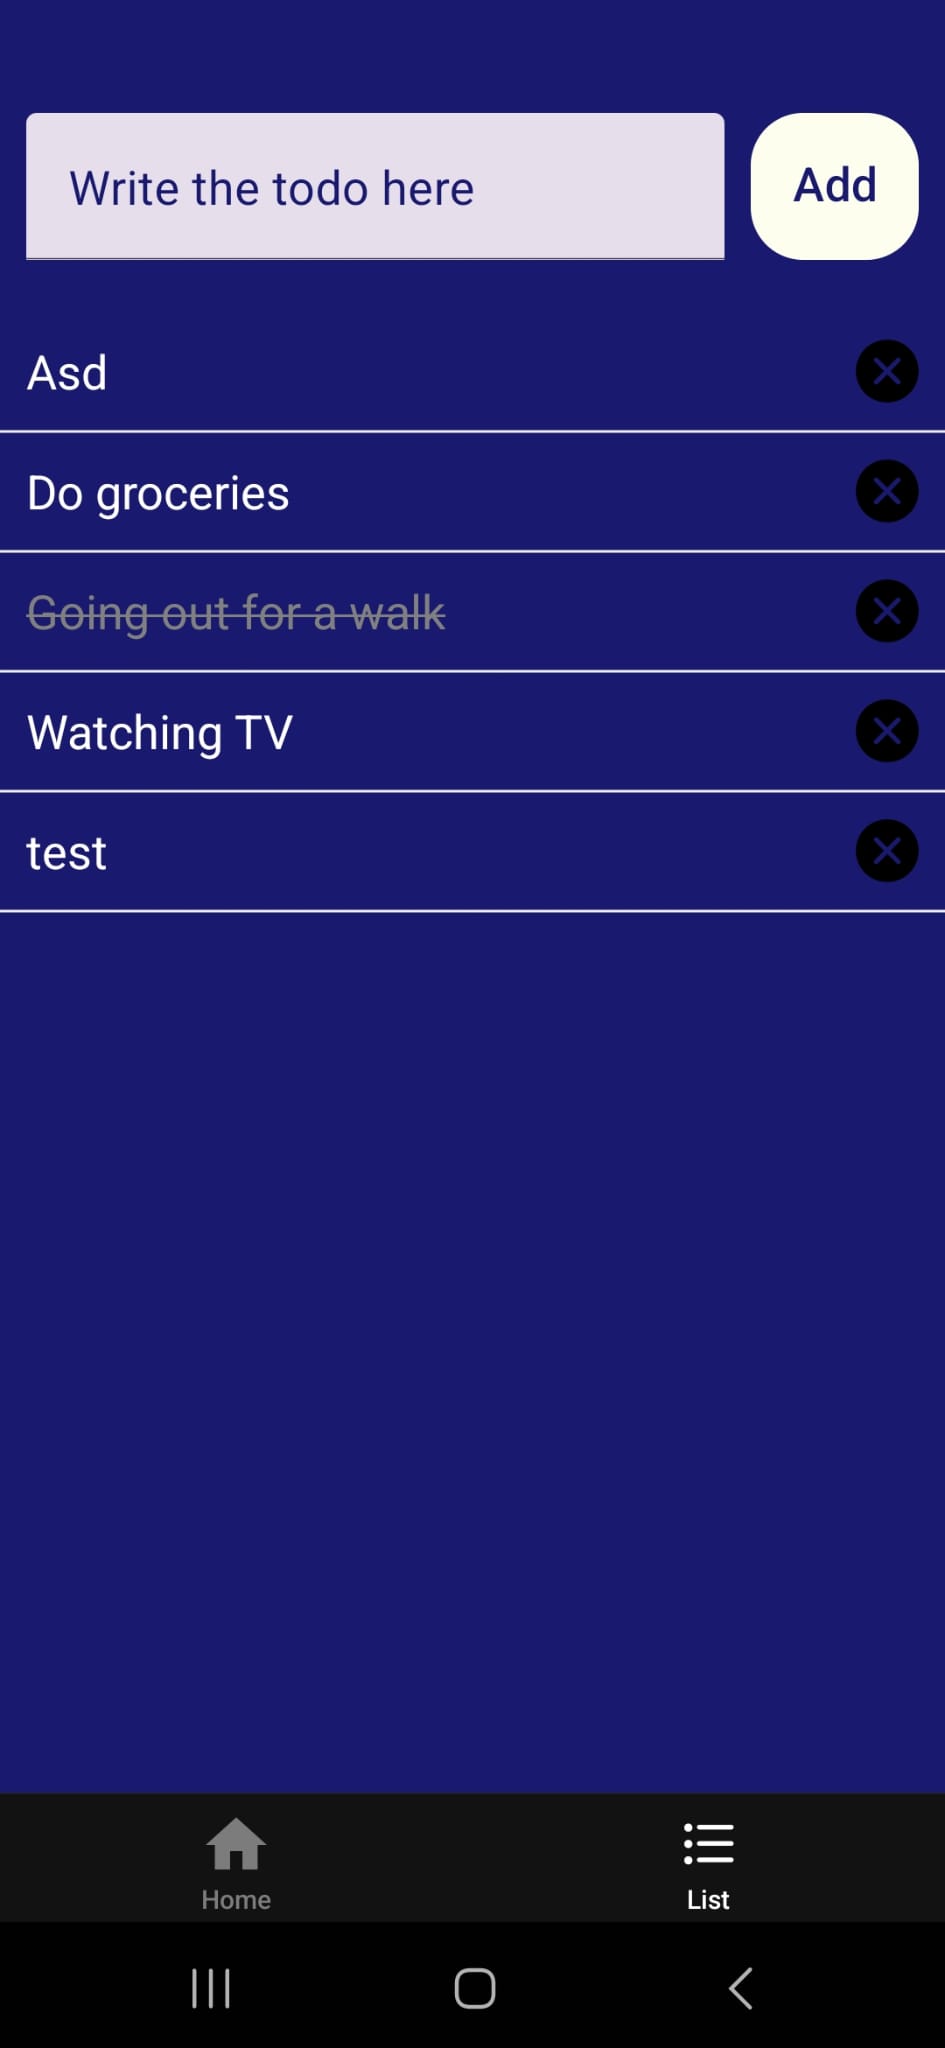 Write the todo here
Add
Asd
Do groceries
Going out for a walk
Watching TV
test
Home
List